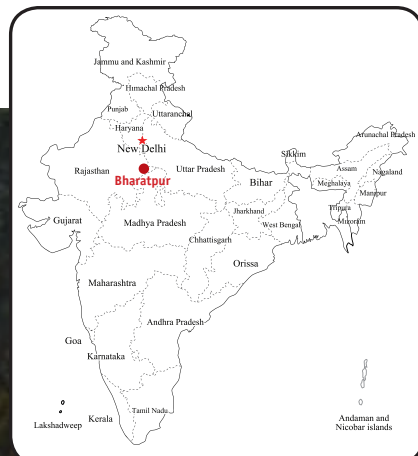 Jammu and Kashmir
Himachal Pradesh
Punjab
Uttaranchal
Haryana
New Delhi
Arunachal Pradesh
Sikkim
Rajasthan
Uttar Pradesh
Bharatpur
Bihar
Assam
Nagaland
Meghalaya
Manipur
Tripura
Mizoram
Jharkhand
West Bengal
Gujarat
Madhya Pradesh
Chhattisgarh
Orissa
Maharashtra
Andhra Pradesh
Goa
Karnataka
Tamil Nadu
Kerala
Lakshadweep
Andaman and
Nicobar islands